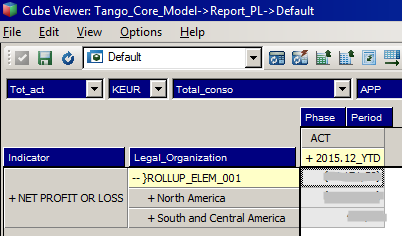 Cube Viewer: Tango_Core_Model->Report_PL->Default
File Edit View Options Help
Default
Tot_act KEUR Total_conso APP
Phase Period
ACT
Indicator Legal_Organization + 2015.12_YTD
-- }ROLLUP_ELEM_001
+ NET PROFIT OR LOSS + North America
+ South and Central America